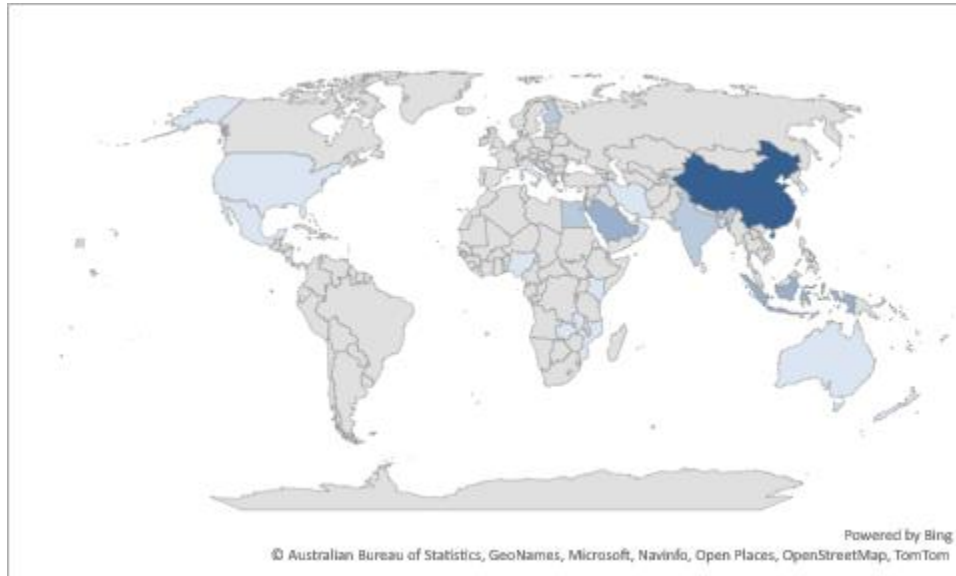 Powered by Bing
© Australian Bureau of Statistics, GeoNames, Microsoft, Navinfo, Open Places, OpenStreetMap, TomTom